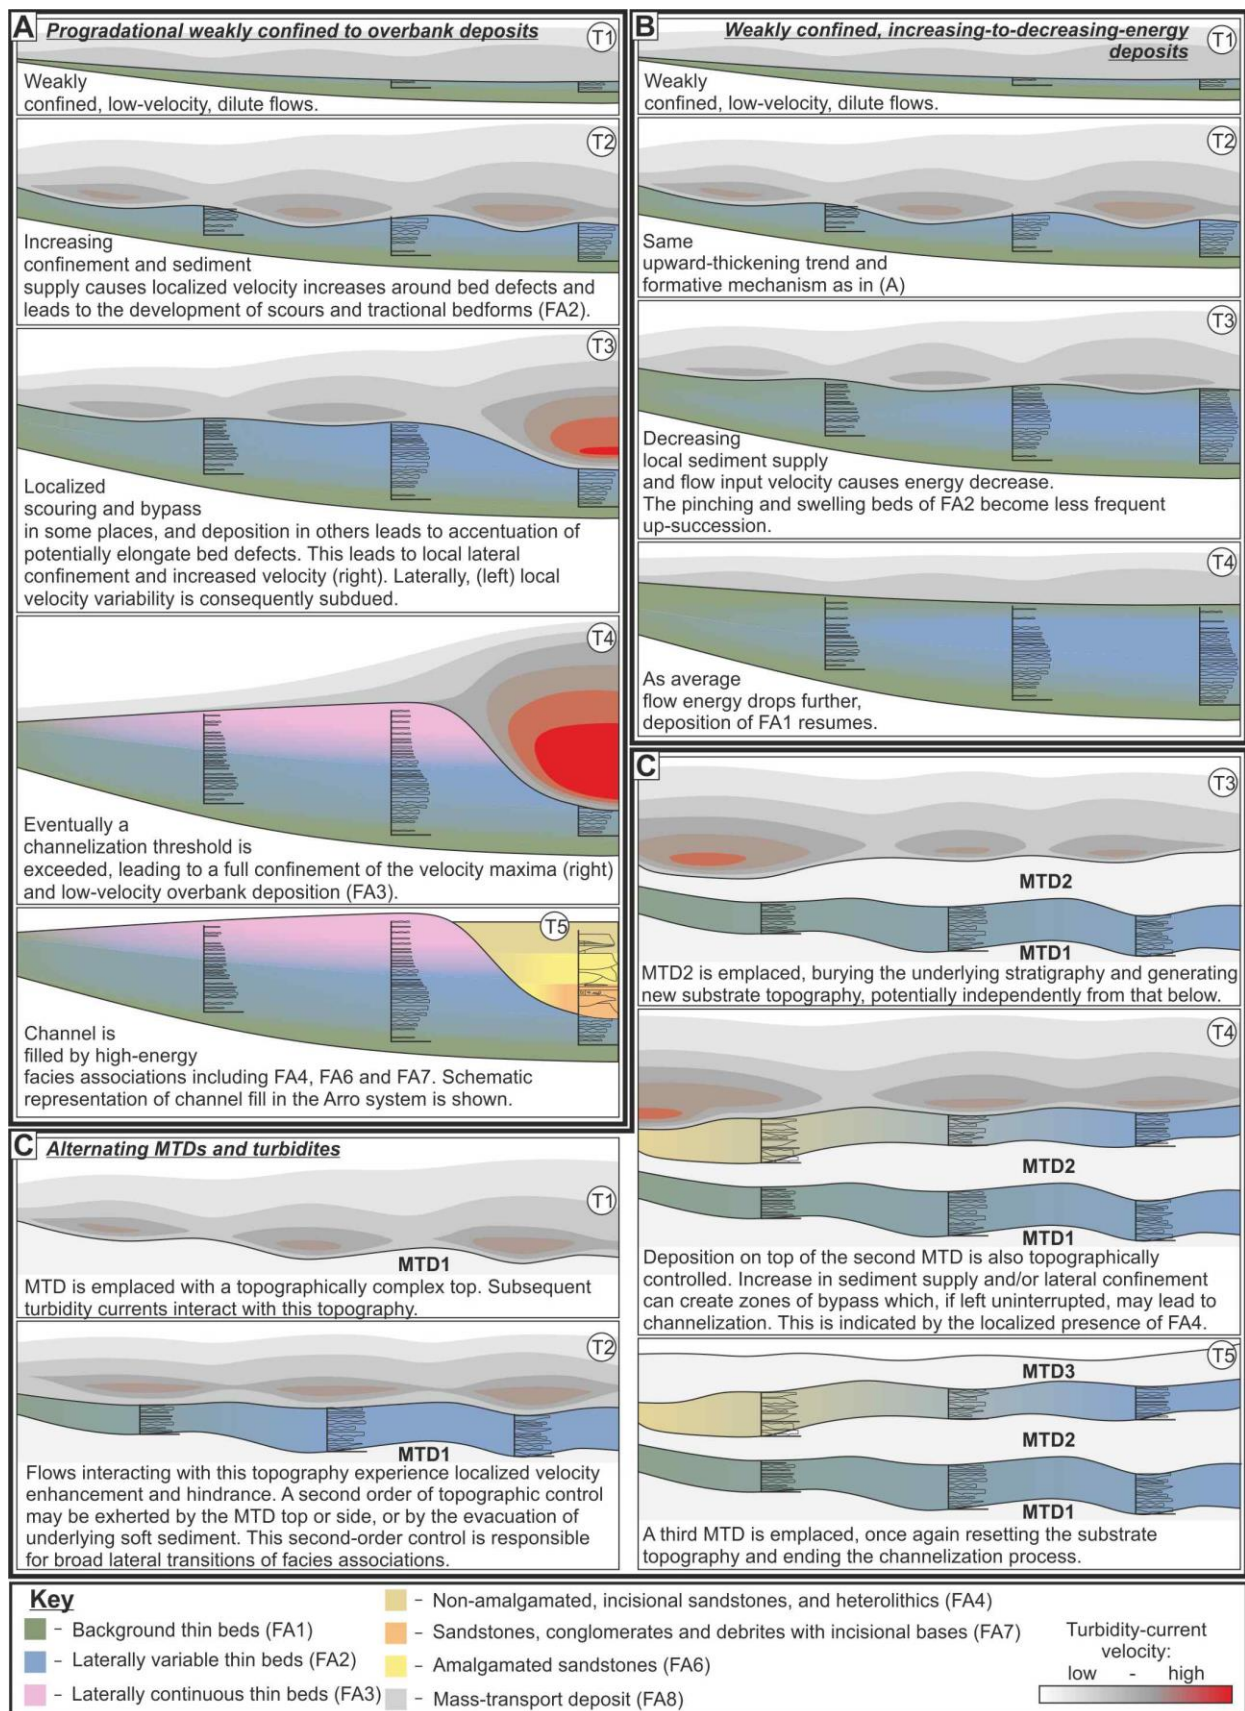 A Progradational weakly confined to overbank deposits
T1
Weakly
confined, low-velocity, dilute flows.
T2
Increasing
confinement and sediment
supply causes localized velocity increases around bed defects and
leads to the development of scours and tractional bedforms (FA2).
T3
Localized
scouring and bypass
in some places, and deposition in others leads to accentuation of
potentially elongate bed defects. This leads to local lateral
confinement and increased velocity (right). Laterally, (left) local
velocity variability is consequently subdued.
T4
Eventually a
channelization threshold is
exceeded, leading to a full confinement of the velocity maxima (right)
and low-velocity overbank deposition (FA3).
T5
Channel is
filled by high-energy
facies associations including FA4, FA6 and FA7. Schematic
representation of channel fill in the Arro system is shown.
B Weakly confined, increasing-to-decreasing-energy
deposits
T1
Weakly
confined, low-velocity, dilute flows.
T2
Same
upward-thickening trend and
formative mechanism as in (A)
T3
Decreasing
local sediment supply
and flow input velocity causes energy decrease.
The pinching and swelling beds of FA2 become less frequent
up-succession.
T4
As average
flow energy drops further,
deposition of FA1 resumes.
C Alternating MTDs and turbidites
T1
MTD1
MTD is emplaced with a topographically complex top. Subsequent
turbidity currents interact with this topography.
T2
MTD1
Flows interacting with this topography experience localized velocity
enhancement and hindrance. A second order of topographic control
may be exherted by the MTD top or side, or by the evacuation of
underlying soft sediment. This second-order control is responsible
for broad lateral transitions of facies associations.
C
T3
MTD2
MTD1
MTD2 is emplaced, burying the underlying stratigraphy and generating
new substrate topography, potentially independently from that below.
T4
MTD2
MTD1
Deposition on top of the second MTD is also topographically
controlled. Increase in sediment supply and/or lateral confinement
can create zones of bypass which, if left uninterrupted, may lead to
channelization. This is indicated by the localized presence of FA4.
T5
MTD3
MTD2
MTD1
A third MTD is emplaced, once again resetting the substrate
topography and ending the channelization process.
Key
- Background thin beds (FA1)
- Laterally variable thin beds (FA2)
- Laterally continuous thin beds (FA3)
- Non-amalgamated, incisional sandstones, and heterolithics (FA4)
- Sandstones, conglomerates and debrites with incisional bases (FA7)
- Amalgamated sandstones (FA6)
- Mass-transport deposit (FA8)
Turbidity-current
velocity:
low - high